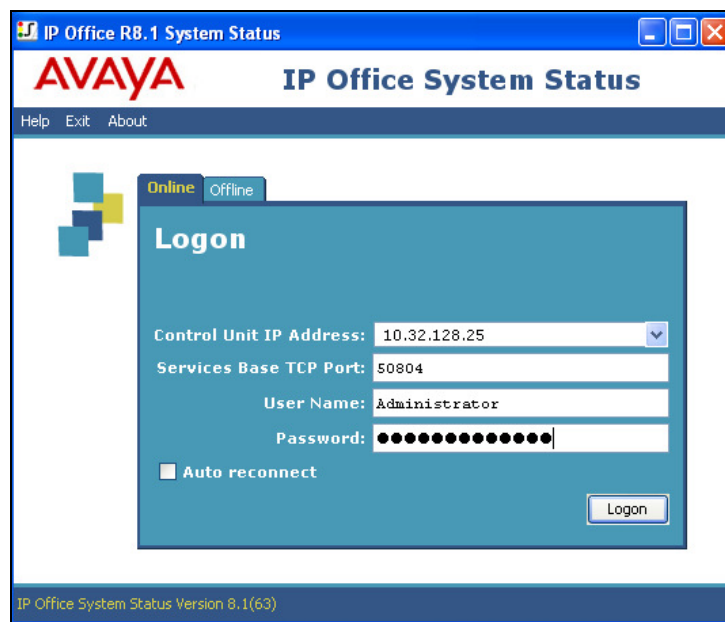 IP Office R8.1 System Status
AVAYA IP Office System Status
Help Exit About
Online Offline
Logon
Control Unit IP Address: 10.32.128.25
Services Base TCP Port: 50804
User Name: Administrator
Password: ●●●●●●●●●●●●●
Auto reconnect
Logon
IP Office System Status Version 8.1(63)